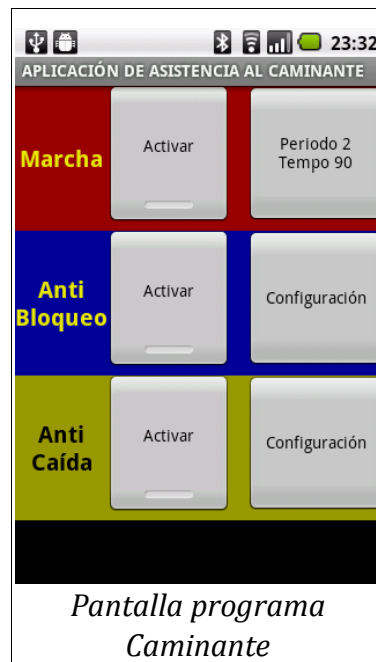 23:32
APLICACIÓN DE ASISTENCIA AL CAMINANTE
Marcha
Activar
Periodo 2
Tempo 90
Anti
Bloqueo
Activar
Configuración
Anti
Caída
Activar
Configuración
Pantalla programa
Caminante